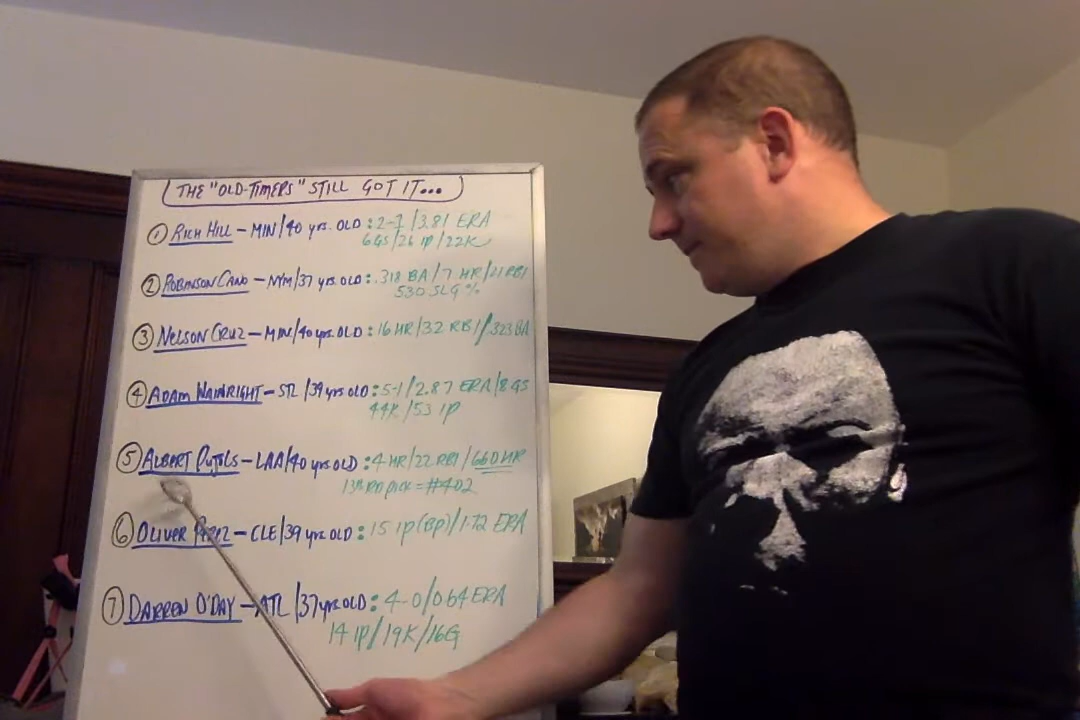 THE "OLD-TIMERS" STILL GOT IT...
① RICH HILL - MIN/40 yrs. OLD: 2-1/3.81 ERA
6 GS/26 IP/22K
② ROBINSON CANO - NYM/37 yrs. OLD: .318 BA/7 HR/21 RBI
.530 SLG %
③ NELSON CRUZ - MIN/40 yrs. OLD: 16 HR/32 RBI/.323 BA
④ ADAM WAINRIGHT - STL/39 yrs OLD: 5-1/2.87 ERA/8 GS
44K/53 IP
⑤ ALBERT PUJOLS - LAA/40 yrs OLD: 4 HR/22 RBI/660 HR
13th RD pick = #402
⑥ OLIVER PEREZ - CLE/39 yrs OLD: 15 IP (BP)/1.72 ERA
⑦ DARREN O'DAY - ATL/37 yrs OLD: 4-0/0.64 ERA
14 IP/19K/16G